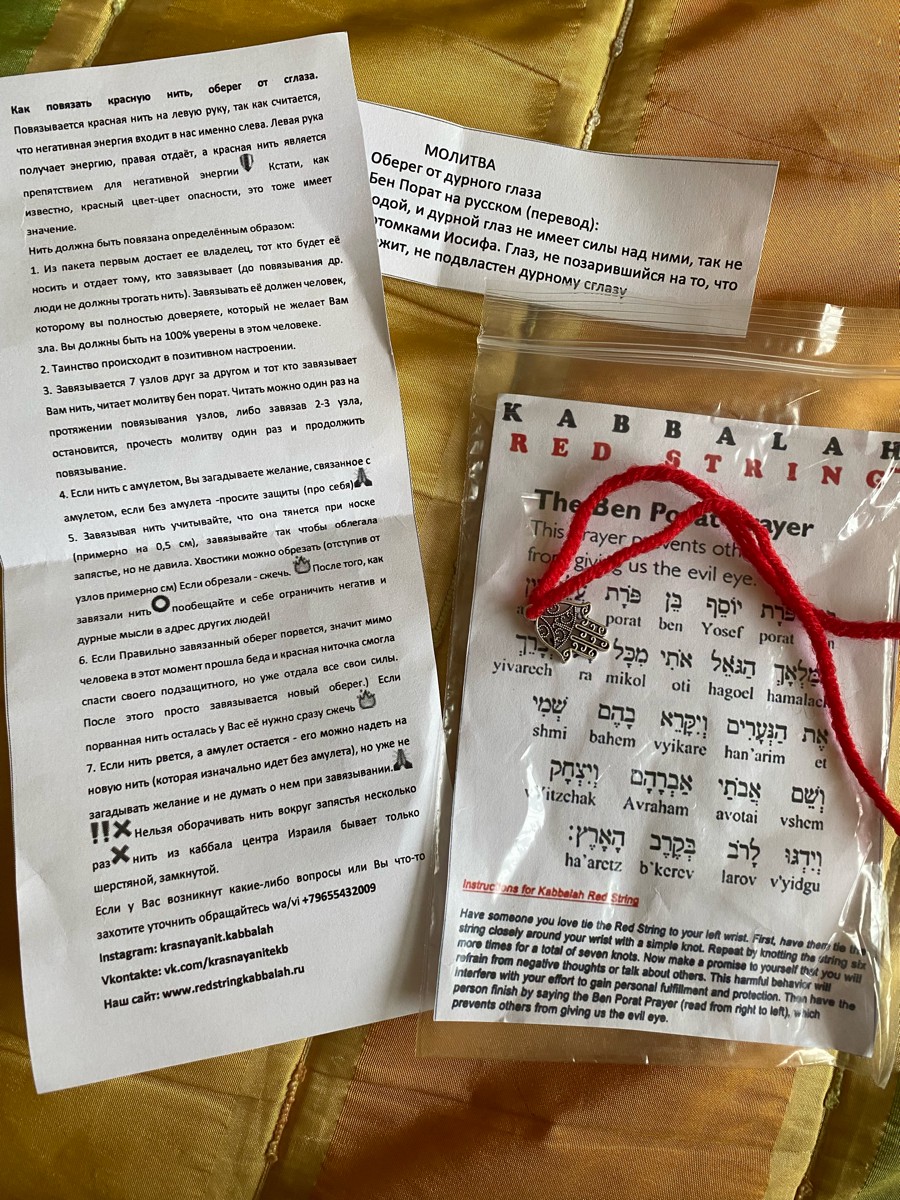 Как повязать красную нить, оберег от сглаза.
Повязывается красная нить на левую руку, так как считается,
что негативная энергия входит в нас именно слева. Левая рука
получает энергию, правая отдаёт, а красная нить является
препятствием для негативной энергии Кстати, как
известно, красный цвет-цвет опасности, это тоже имеет
значение.
Нить должна быть повязана определённым образом:
1. Из пакета первым достает ее владелец, тот кто будет её
носить и отдает тому, кто завязывает (до повязывания др.
люди не должны трогать нить). Завязывать её должен человек,
которому вы полностью доверяете, который не желает Вам
зла. Вы должны быть на 100% уверены в этом человеке.
2. Таинство происходит в позитивном настроении.
3. Завязывается 7 узлов друг за другом и тот кто завязывает
Вам нить, читает молитву бен порат. Читать можно один раз на
протяжении повязывания узлов, либо завязав 2-3 узла,
остановится, прочесть молитву один раз и продолжить
повязывание.
4. Если нить с амулетом, Вы загадываете желание, связанное с
амулетом, если без амулета -просите защиты (про себя)🙏
5. Завязывая нить учитывайте, что она тянется при носке
(примерно на 0,5 см), завязывайте так чтобы облегала
запястье, но не давила. Хвостики можно обрезать (отступив от
узлов примерно см) Если обрезали - сжечь. После того, как
завязали нить⭕ пообещайте и себе ограничить негатив и
дурные мысли в адрес других людей!
6. Если Правильно завязанный оберег порвется, значит мимо
человека в этот момент прошла беда и красная ниточка смогла
спасти своего подзащитного, но уже отдала все свои силы.
После этого просто завязывается новый оберег.) Если
порванная нить осталась у Вас её нужно сразу сжечь
7. Если нить рвется, а амулет остается - его можно надеть на
новую нить (которая изначально идет без амулета), но уже не
загадывать желание и не думать о нем при завязывании.🙏
‼❌ Нельзя оборачивать нить вокруг запястья несколько
раз❌ нить из каббала центра Израиля бывает только
шерстяной, замкнутой.
Если у Вас возникнут какие-либо вопросы или Вы что-то
захотите уточнить обращайтесь wa/vi +79655432009
Instagram: krasnayanit.kabbalah
Vkontakte: vk.com/krasnayanitekb
Наш сайт: www.redstringkabbalah.ru
МОЛИТВА
Оберег от дурного глаза
Бен Порат на русском (перевод):
одой, и дурной глаз не имеет силы над ними, так не
отомками Иосифа. Глаз, не позарившийся на то, что
жит, не подвластен дурному сглазу
KABBALAH
RED STRING
The Ben Porat Prayer
This prayer prevents oth
from giving us the evil eye.
פֹּרָת יוֹסֵף בֵּן פֹּרָת
porat ben Yosef porat
הַמַּלְאָךְ הַגֹּאֵל אֹתִי מִכָּל
yivarech ra mikol oti hagoel hamalach
אֶת הַנְּעָרִים וְיִקָּרֵא בָהֶם שְׁמִי
shmi bahem vyikare han'arim et
וְשֵׁם אֲבֹתַי אַבְרָהָם וְיִצְחָק
v'Yitzchak Avraham avotai vshem
וְיִדְגּוּ לָרֹב בְּקֶרֶב הָאָרֶץ:
ha'aretz b'kerev larov v'yidgu
Instructions for Kabbalah Red String
Have someone you love tie the Red String to your left wrist. First, have them tie the
string closely around your wrist with a simple knot. Repeat by knotting the string six
more times for a total of seven knots. Now make a promise to yourself that you will
refrain from negative thoughts or talk about others. This harmful behavior will
interfere with your effort to gain personal fulfillment and protection. Then have the
person finish by saying the Ben Porat Prayer (read from right to left), which
prevents others from giving us the evil eye.